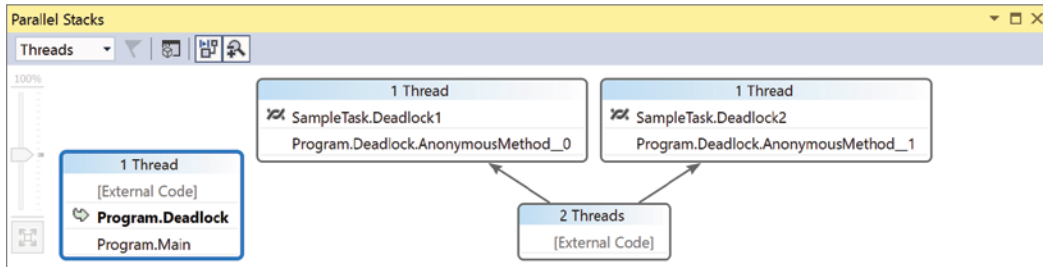 Parallel Stacks
Threads
100%
1 Thread
SampleTask.Deadlock1
Program.Deadlock.AnonymousMethod__0
1 Thread
SampleTask.Deadlock2
Program.Deadlock.AnonymousMethod__1
1 Thread
[External Code]
Program.Deadlock
Program.Main
2 Threads
[External Code]